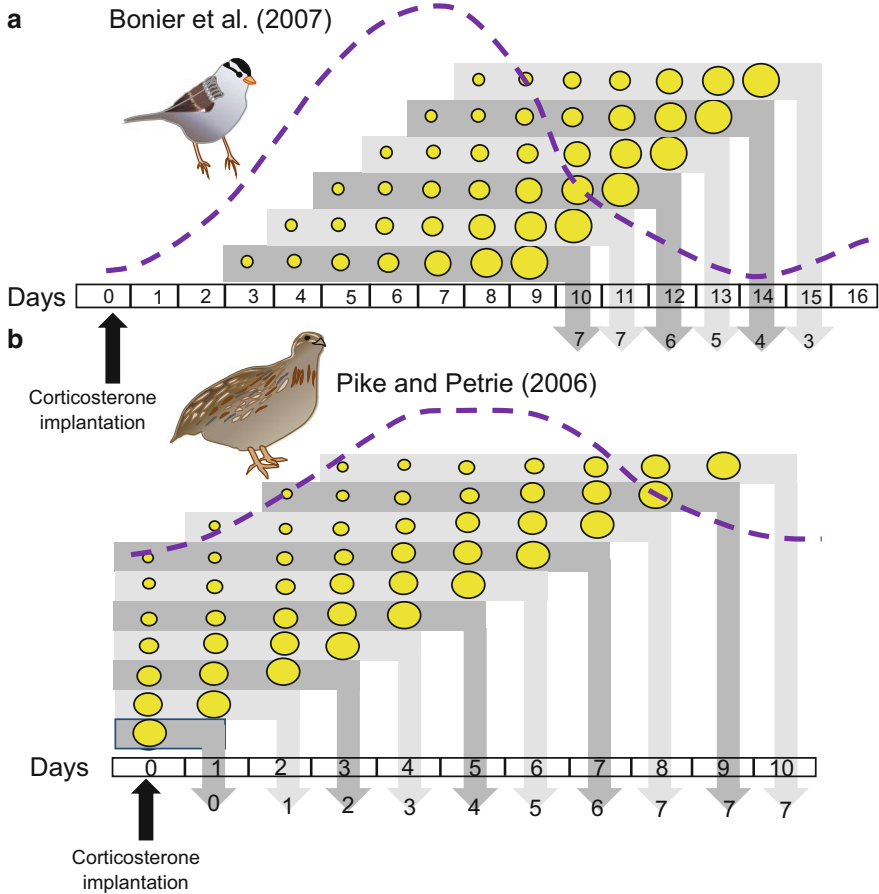 a Bonier et al. (2007)
Days 0 1 2 3 4 5 6 7 8 9 10 11 12 13 14 15 16
7 7 6 5 4 3
Corticosterone
implantation
b
Pike and Petrie (2006)
Days 0 1 2 3 4 5 6 7 8 9 10
0 1 2 3 4 5 6 7 7 7
Corticosterone
implantation